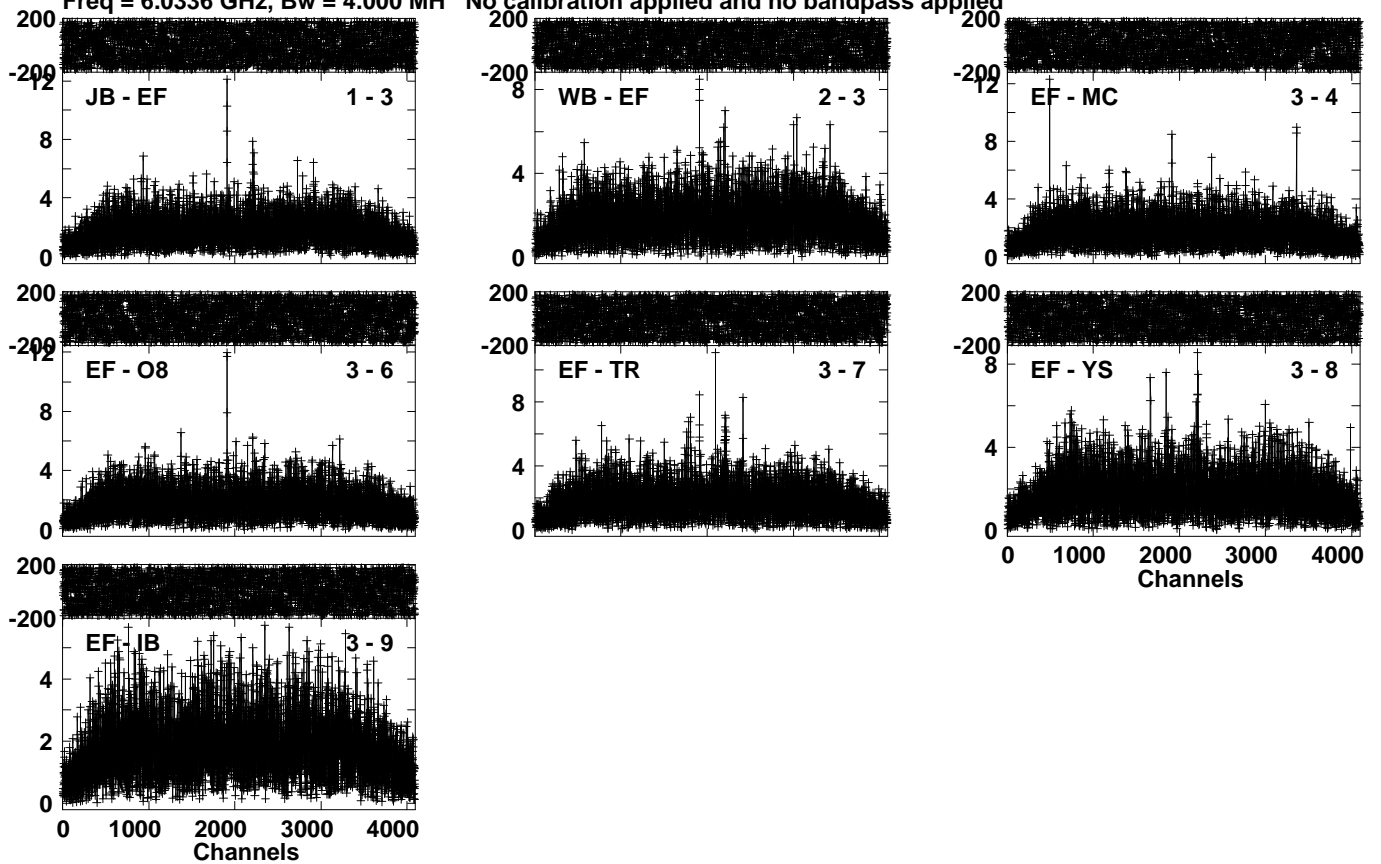 Freq = 6.0336 GHz, Bw = 4.000 MH No calibration applied and no bandpass applied
200 200 200
-200 -200 -200
12 8 12
JB - EF 1 - 3 WB - EF 2 - 3 EF - MC 3 - 4
8 8
4 4 4
0 0 0
200 200 200
-200 -200 -200
12 8
EF - O8 3 - 6 EF - TR 3 - 7 EF - YS 3 - 8
8 8
4 4 4
0 0 0
0 1000 2000 3000 4000
Channels
200
-200
EF - IB 3 - 9
4
2
0
0 1000 2000 3000 4000
Channels